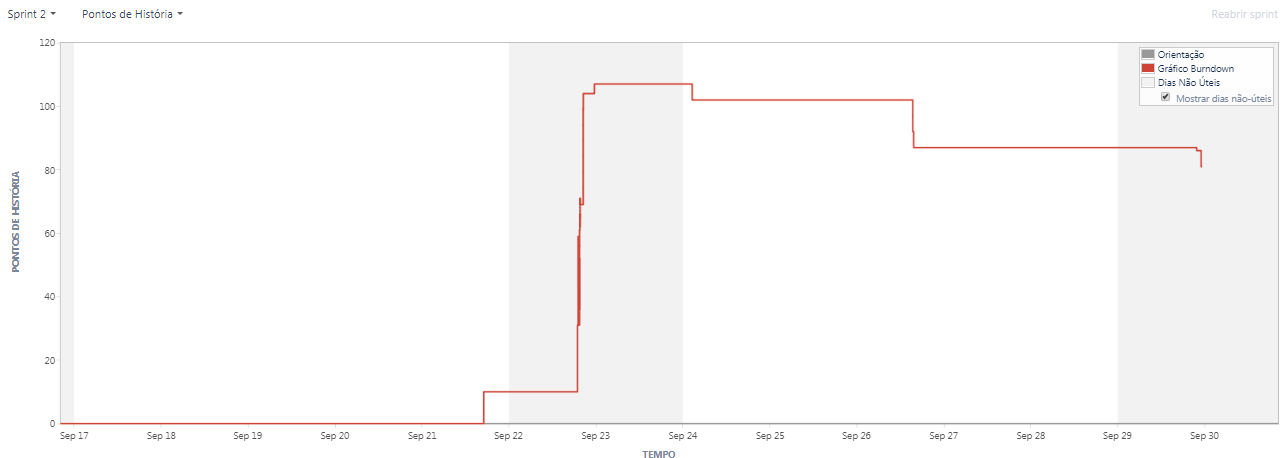 Sprint 2 Pontos de História Reabrir sprint
120
100
80
60
40
20
0
PONTOS DE HISTÓRIA
Orientação
Gráfico Burndown
Dias Não Úteis
Mostrar dias não-úteis
Sep 17 Sep 18 Sep 19 Sep 20 Sep 21 Sep 22 Sep 23 Sep 24 Sep 25 Sep 26 Sep 27 Sep 28 Sep 29 Sep 30
TEMPO